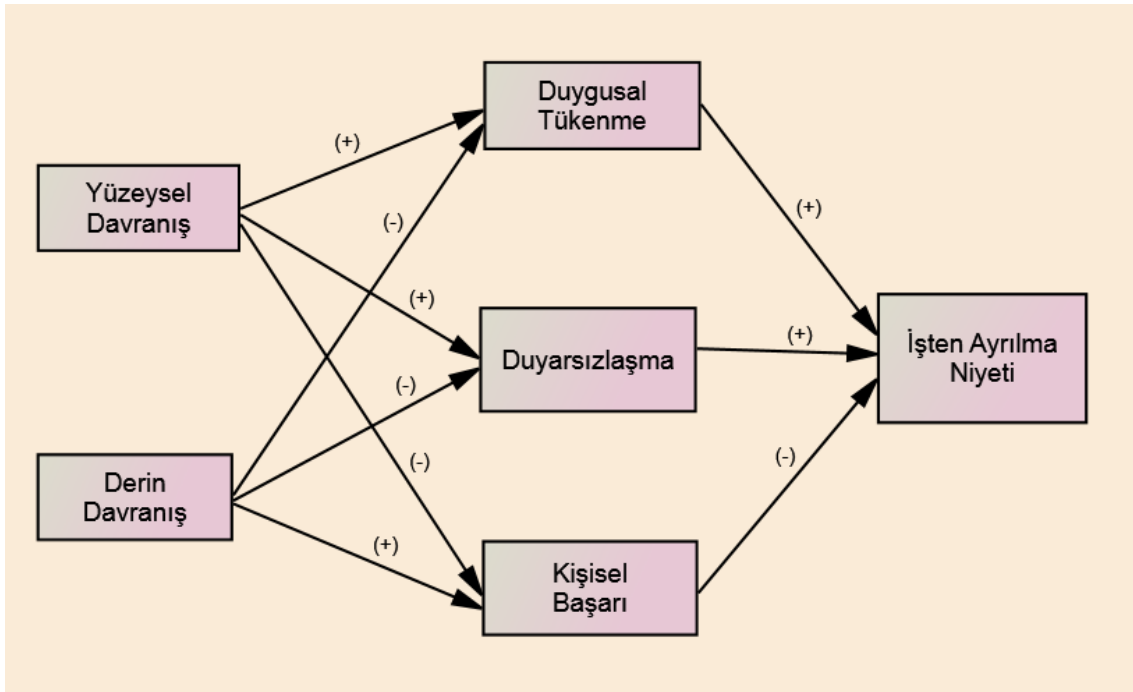 Duygusal
Tükenme
(+)
Yüzeysel
Davranış
(-)
(+)
(+)
Duyarsızlaşma
(+)
İşten Ayrılma
Niyeti
(-)
(-)
(-)
Derin
Davranış
(+)
Kişisel
Başarı